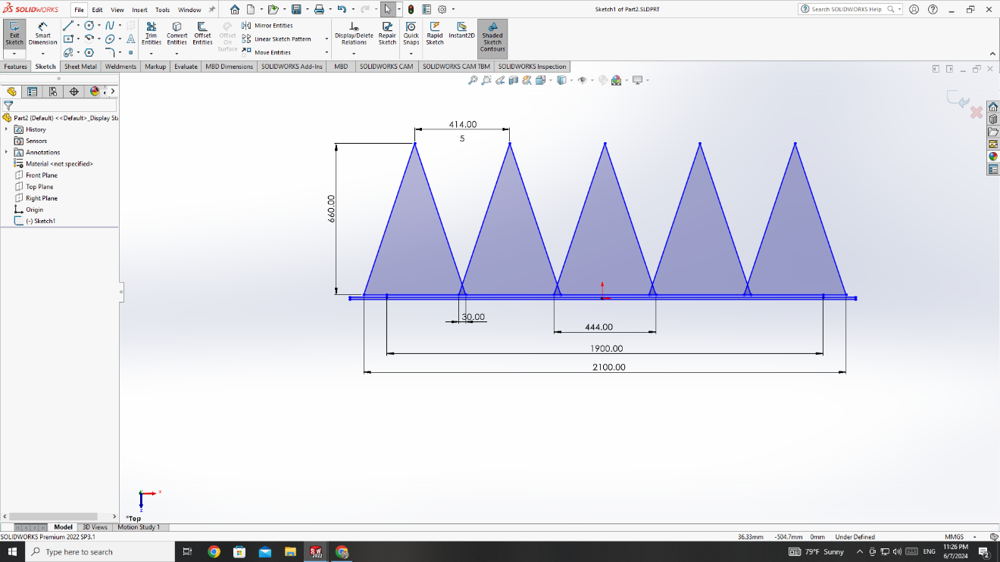 SOLIDWORKS File Edit View Insert Tools Window Sketch1 of Part2.SLDPRT Search SOLIDWORKS Help
Exit Sketch
Smart Dimension
Trim Entities
Convert Entities
Offset Entities
Offset On Surface
Mirror Entities
Linear Sketch Pattern
Move Entities
Display/Delete Relations
Repair Sketch
Quick Snaps
Rapid Sketch
Instant2D
Shaded Sketch Contours
Features Sketch Sheet Metal Weldments Markup Evaluate MBD Dimensions SOLIDWORKS Add-Ins MBD SOLIDWORKS CAM SOLIDWORKS CAM TBM SOLIDWORKS Inspection
Part2 (Default) <<Default>_Display Sta
History
Sensors
Annotations
Material <not specified>
Front Plane
Top Plane
Right Plane
Origin
(-) Sketch1
414.00
5
660.00
30.00
444.00
1900.00
2100.00
x
z
*Top
Model 3D Views Motion Study 1
SOLIDWORKS Premium 2022 SP3.1 36.33mm -504.7mm 0mm Under Defined MMGS
Type here to search
SW
2022
79°F Sunny
ENG
11:26 PM
6/7/2024
2